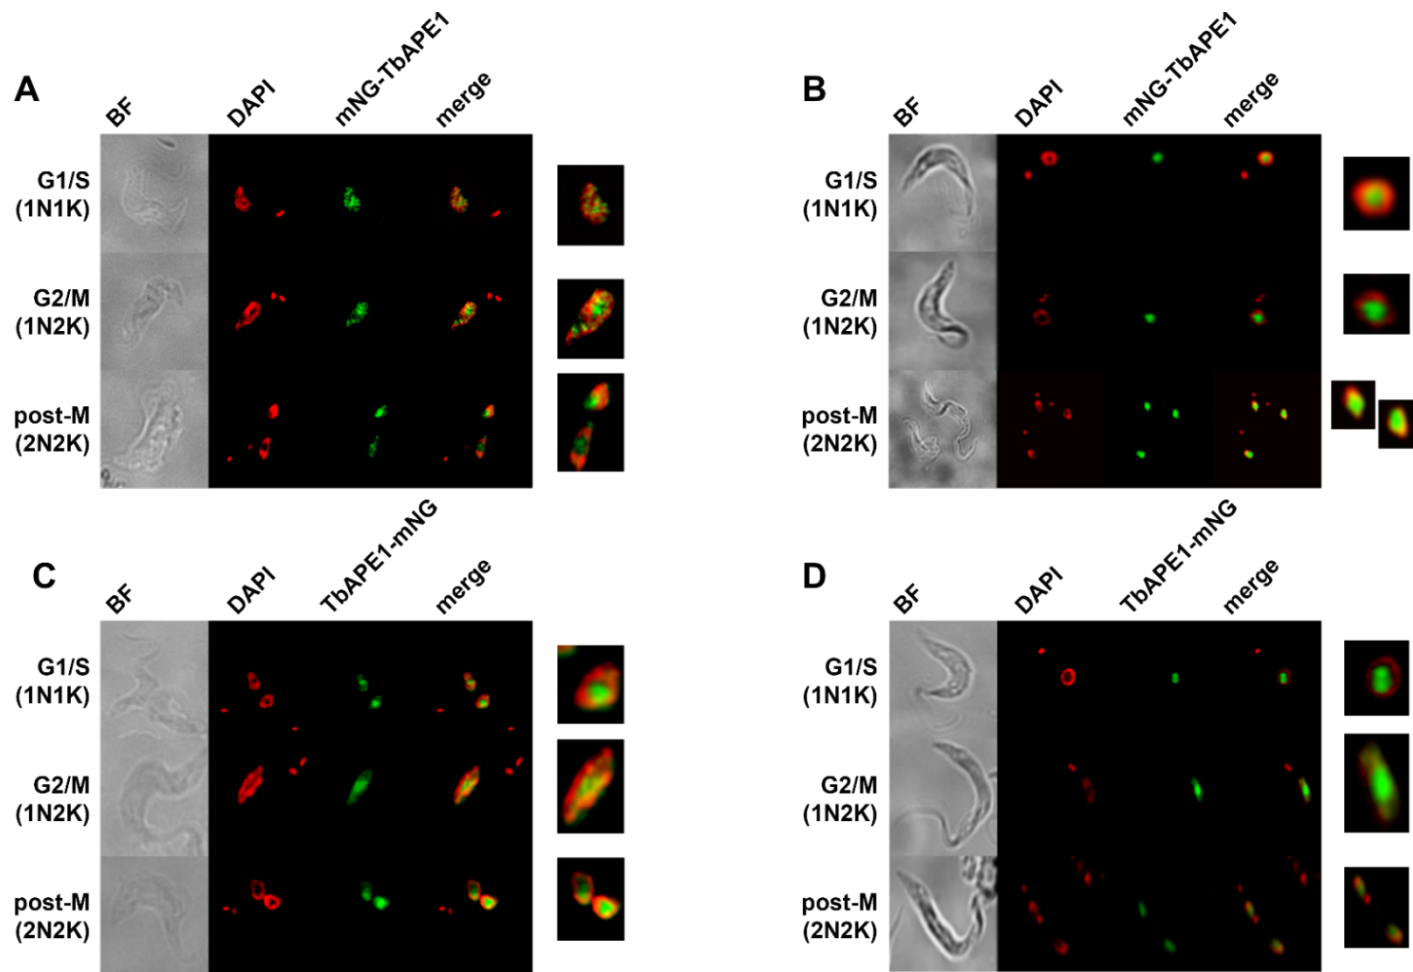 A
BF
DAPI
mNG-TbAPE1
merge
G1/S
(1N1K)
G2/M
(1N2K)
post-M
(2N2K)
B
BF
DAPI
mNG-TbAPE1
merge
G1/S
(1N1K)
G2/M
(1N2K)
post-M
(2N2K)
C
BF
DAPI
TbAPE1-mNG
merge
G1/S
(1N1K)
G2/M
(1N2K)
post-M
(2N2K)
D
BF
DAPI
TbAPE1-mNG
merge
G1/S
(1N1K)
G2/M
(1N2K)
post-M
(2N2K)